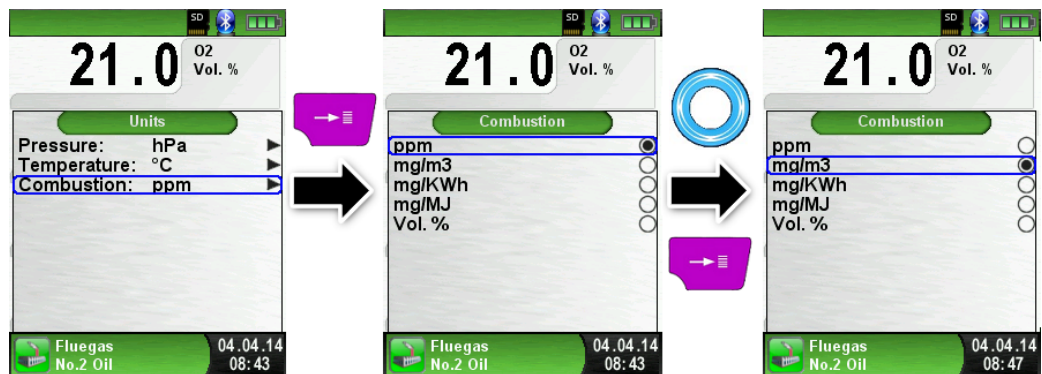 SD
21.0 O2
Vol. %
Units
Pressure: hPa
Temperature: °C
Combustion: ppm
Fluegas
No.2 Oil
04.04.14
08:43
SD
21.0 O2
Vol. %
Combustion
ppm
mg/m3
mg/KWh
mg/MJ
Vol. %
Fluegas
No.2 Oil
04.04.14
08:43
SD
21.0 O2
Vol. %
Combustion
ppm
mg/m3
mg/KWh
mg/MJ
Vol. %
Fluegas
No.2 Oil
04.04.14
08:47